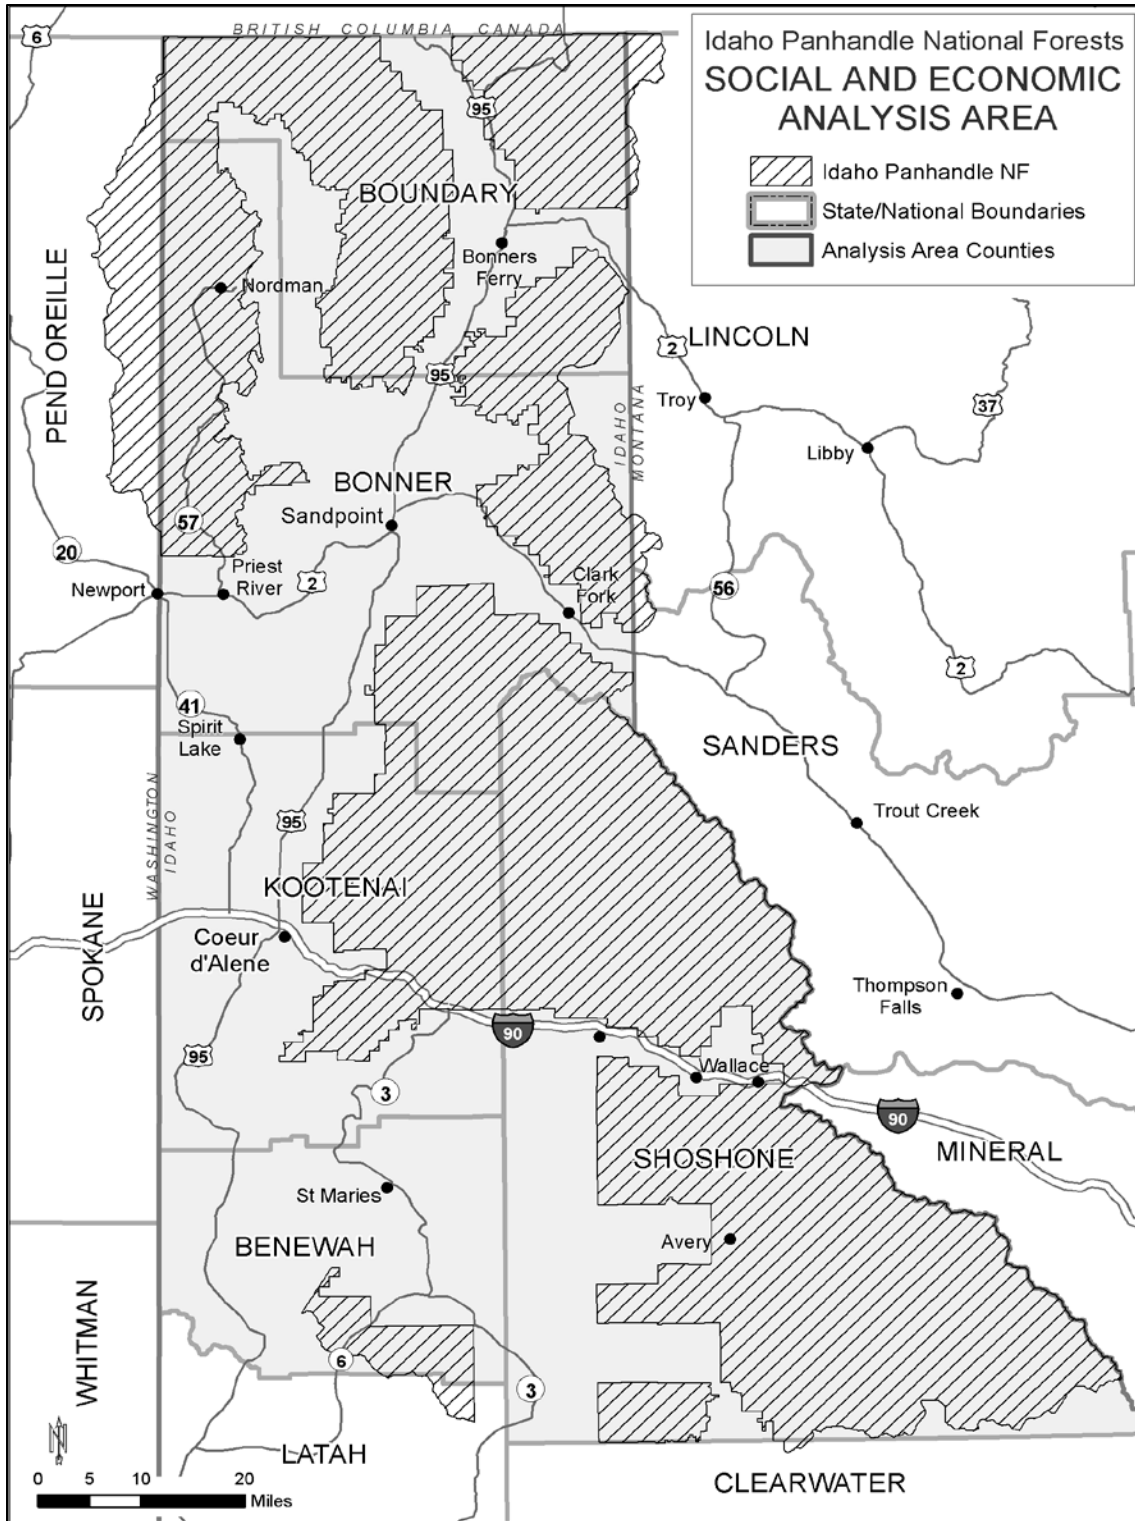 BRITISH COLUMBIA CANADA
Idaho Panhandle National Forests
SOCIAL AND ECONOMIC
ANALYSIS AREA
Idaho Panhandle NF
State/National Boundaries
Analysis Area Counties
6
95
BOUNDARY
Bonners
Ferry
Nordman
PEND OREILLE
2
LINCOLN
95
IDAHO
MONTANA
Troy
37
Libby
BONNER
Sandpoint
57
20
Priest
River
Newport
2
Clark
Fork
56
2
41
Spirit
Lake
SANDERS
WASHINGTON
IDAHO
95
Trout Creek
KOOTENAI
Coeur
d'Alene
SPOKANE
Thompson
Falls
90
95
Wallace
3
90
MINERAL
SHOSHONE
St Maries
Avery
BENEWAH
WHITMAN
6
3
N
LATAH
CLEARWATER
0 5 10 20
Miles